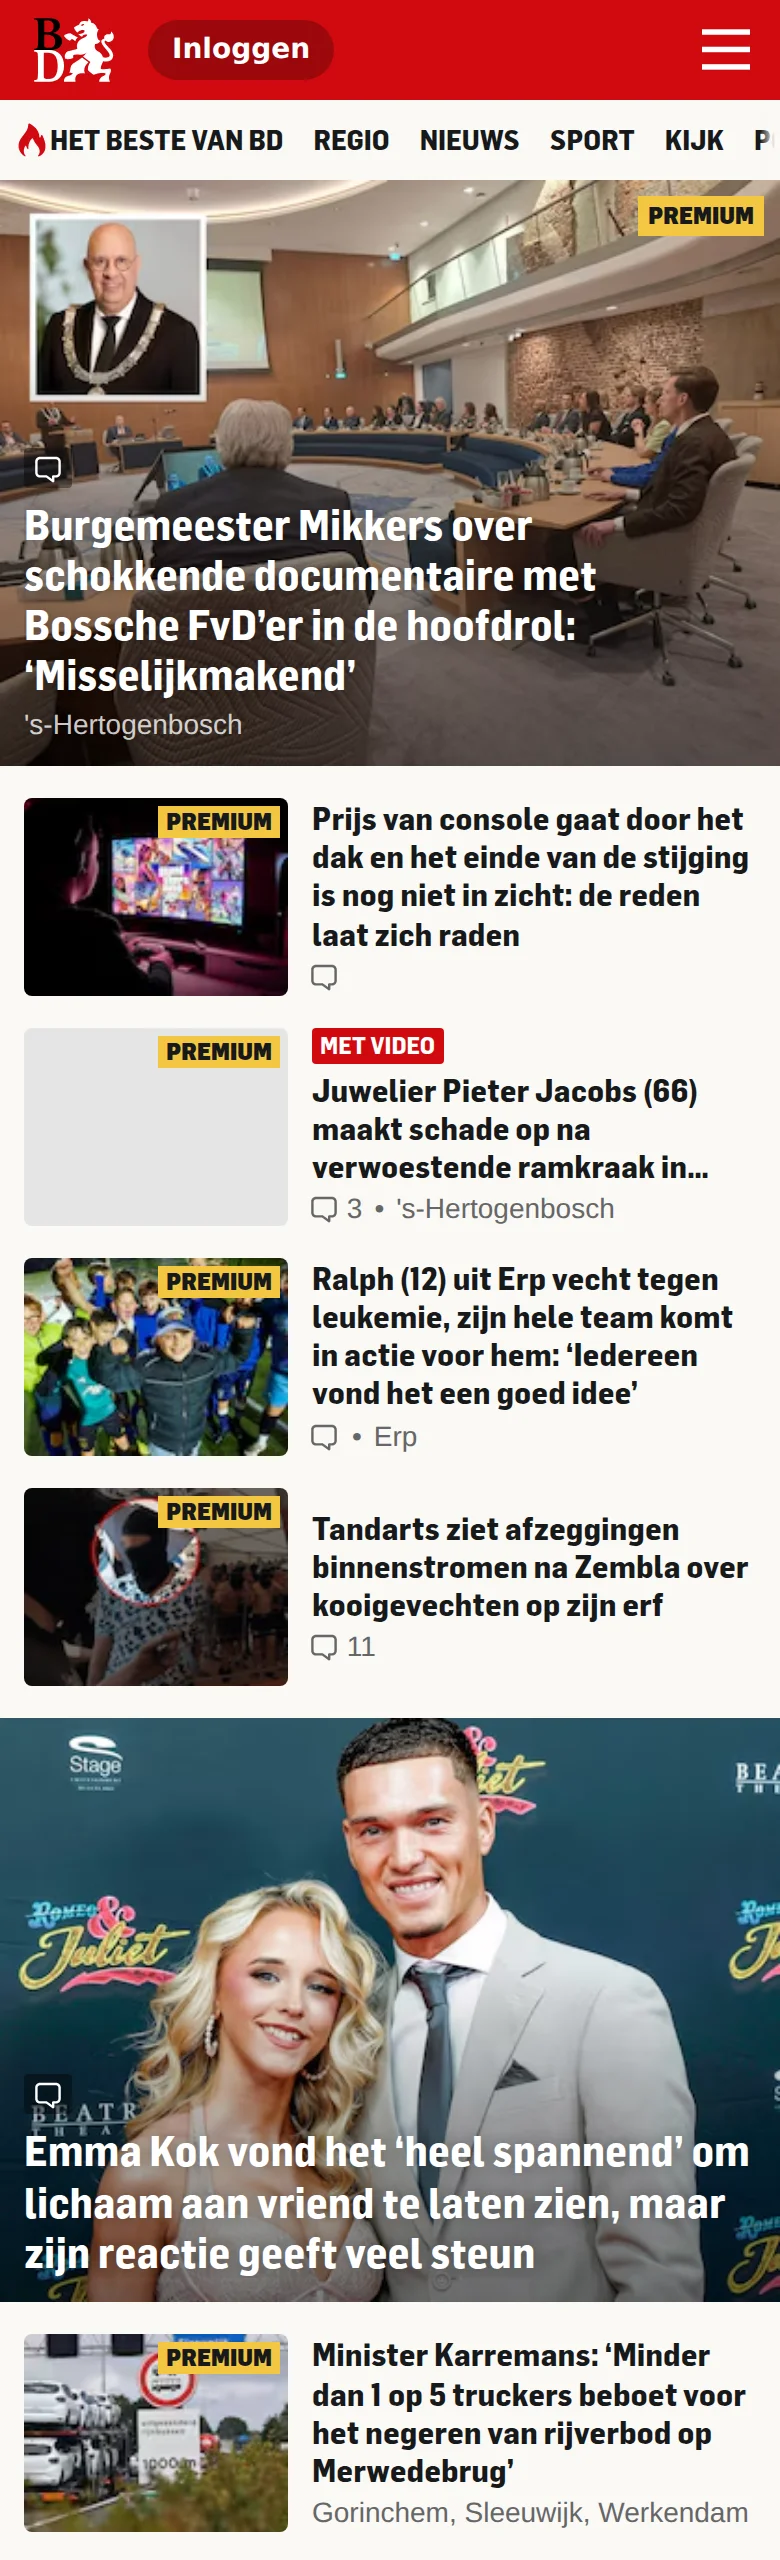 BD
Inloggen
HET BESTE VAN BD REGIO NIEUWS SPORT KIJK
PREMIUM
Burgemeester Mikkers over
schokkende documentaire met
Bossche FvD’er in de hoofdrol:
‘Misselijkmakend’
's-Hertogenbosch
PREMIUM
Prijs van console gaat door het
dak en het einde van de stijging
is nog niet in zicht: de reden
laat zich raden
PREMIUM
MET VIDEO
Juwelier Pieter Jacobs (66)
maakt schade op na
verwoestende ramkraak in...
3 • 's-Hertogenbosch
PREMIUM
Ralph (12) uit Erp vecht tegen
leukemie, zijn hele team komt
in actie voor hem: ‘Iedereen
vond het een goed idee’
• Erp
PREMIUM
Tandarts ziet afzeggingen
binnenstromen na Zembla over
kooigevechten op zijn erf
11
Stage
Romeo & Juliet
Emma Kok vond het ‘heel spannend’ om
lichaam aan vriend te laten zien, maar
zijn reactie geeft veel steun
PREMIUM
Minister Karremans: ‘Minder
dan 1 op 5 truckers beboet voor
het negeren van rijverbod op
Merwedebrug’
Gorinchem, Sleeuwijk, Werkendam